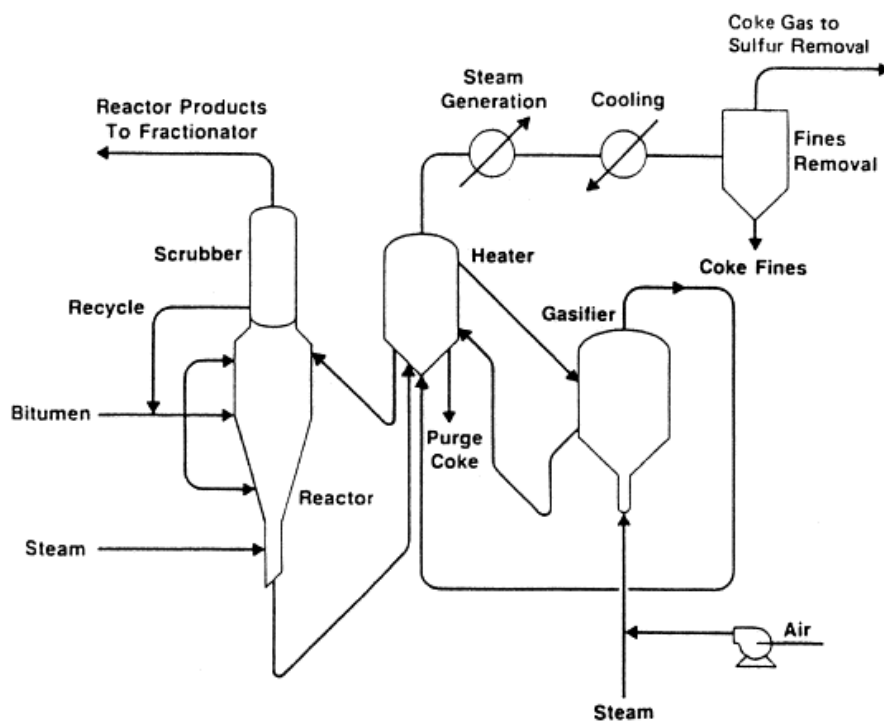 Coke Gas to
Sulfur Removal
Steam
Generation
Cooling
Reactor Products
To Fractionator
Fines
Removal
Scrubber
Heater
Coke Fines
Recycle
Gasifier
Bitumen
Purge
Coke
Reactor
Steam
Air
Steam